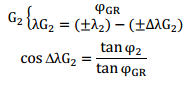 G₂ { φGR
λG₂ = (±λ₂) − (±ΔλG₂)
cos ΔλG₂ = tan φ₂ / tan φGR